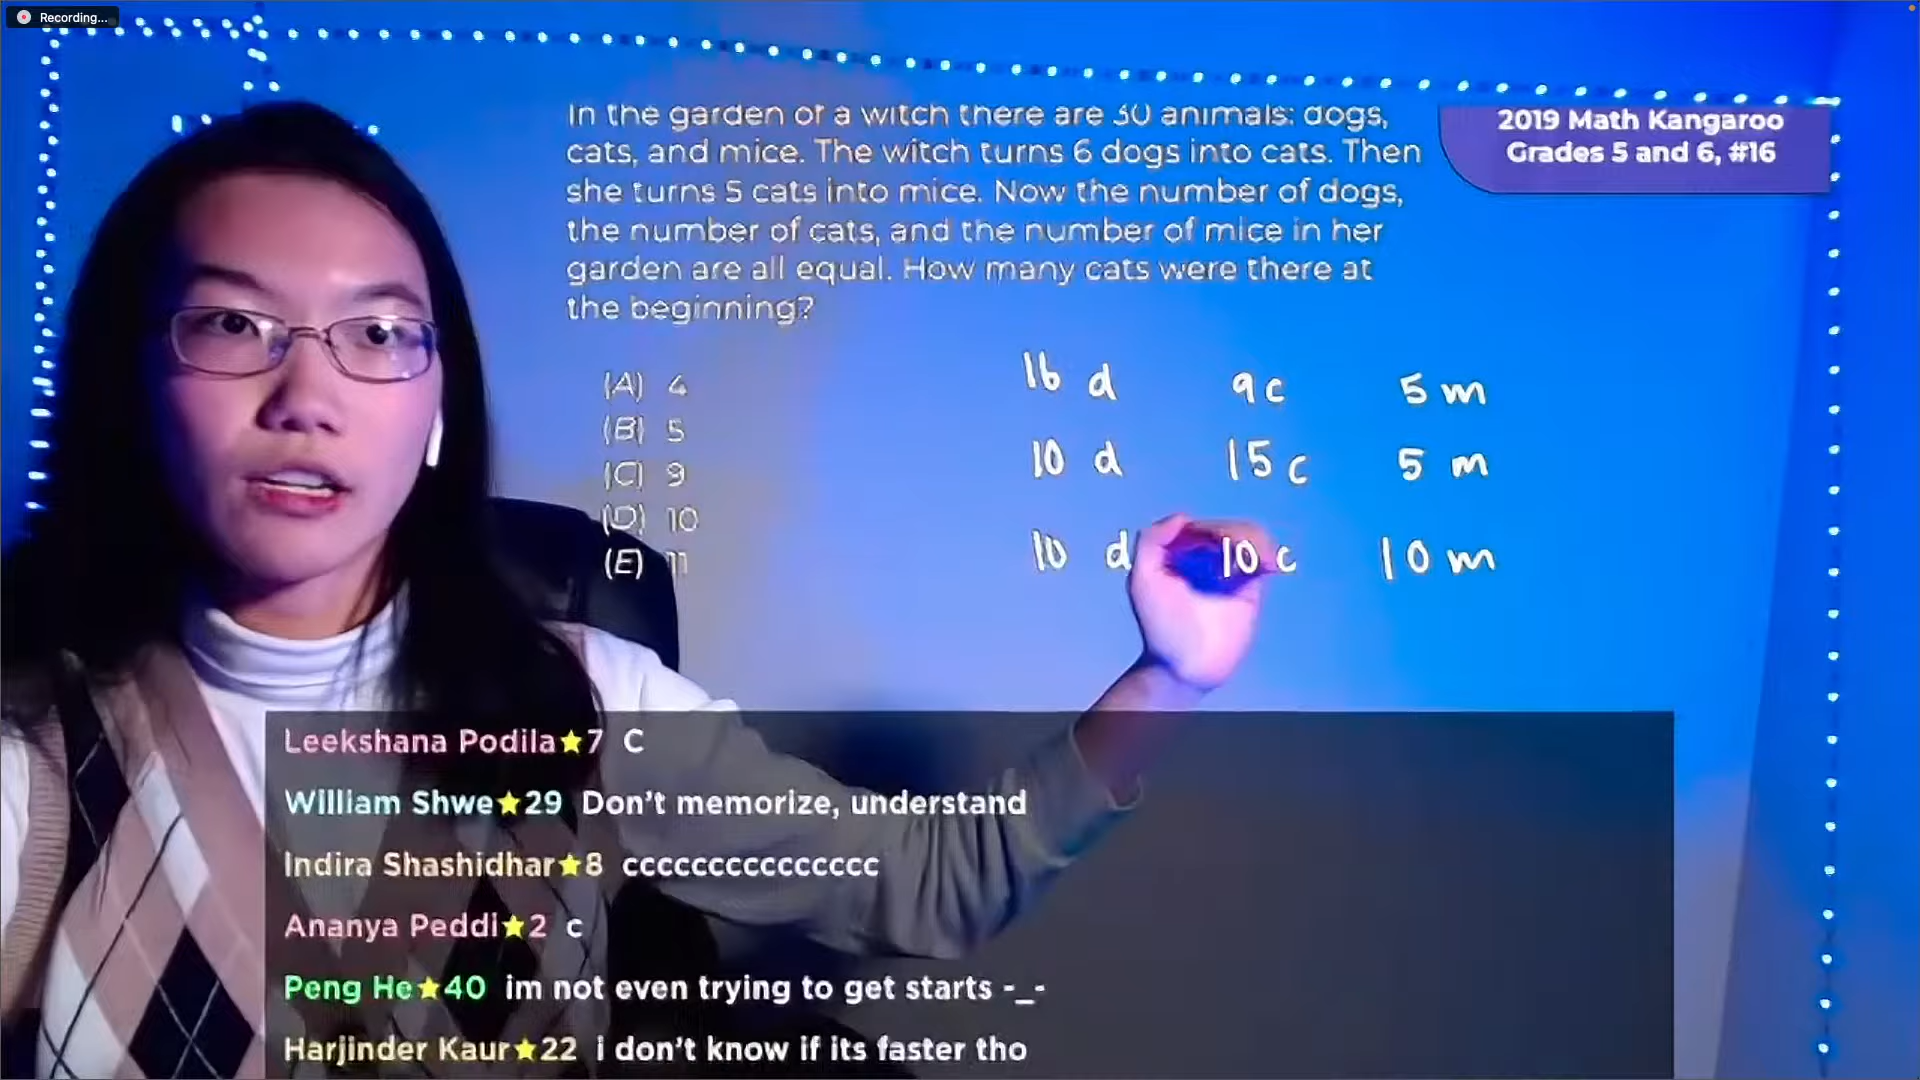 Recording...
In the garden of a witch there are 30 animals: dogs,
cats, and mice. The witch turns 6 dogs into cats. Then
she turns 5 cats into mice. Now the number of dogs,
the number of cats, and the number of mice in her
garden are all equal. How many cats were there at
the beginning?
2019 Math Kangaroo
Grades 5 and 6, #16
(A) 4
(B) 5
(C) 9
(D) 10
(E) 11
16 d 9c 5 m
10 d 15 c 5 m
10 d 10 c 10 m
Leekshana Podila★7 C
William Shwe★29 Don't memorize, understand
Indira Shashidhar★8 ccccccccccccccc
Ananya Peddi★2 c
Peng He★40 im not even trying to get starts -_-
Harjinder Kaur★22 i don't know if its faster tho